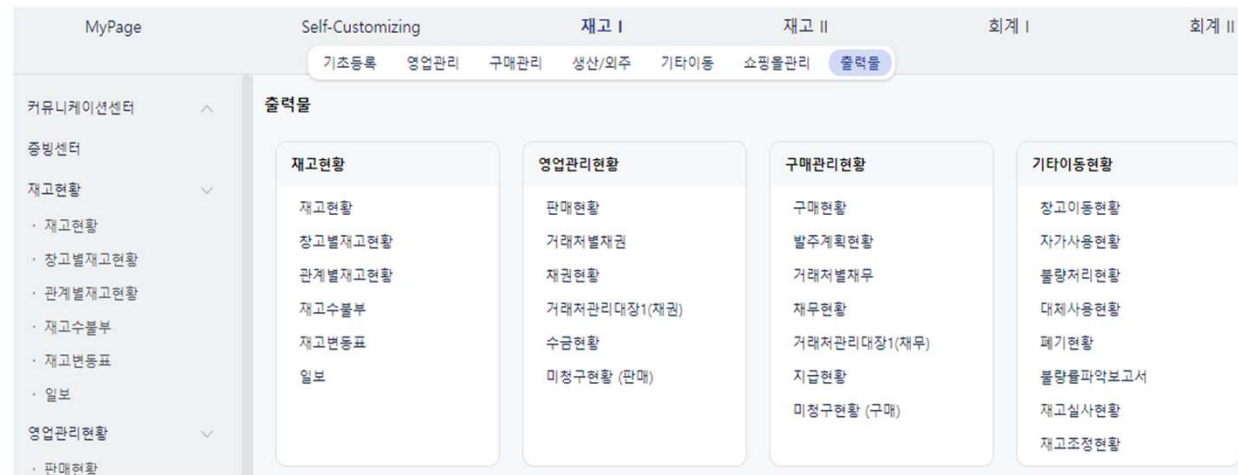 MyPage Self-Customizing 재고 I 재고 II 회계 I 회계 II
기초등록 영업관리 구매관리 생산/외주 기타이동 쇼핑몰관리 출력물
커뮤니케이션센터
증빙센터
재고현황
· 재고현황
· 창고별재고현황
· 관계별재고현황
· 재고수불부
· 재고변동표
· 일보
영업관리현황
· 판매현황
출력물
재고현황
재고현황
창고별재고현황
관계별재고현황
재고수불부
재고변동표
일보
영업관리현황
판매현황
거래처별채권
채권현황
거래처관리대장1(채권)
수금현황
미청구현황 (판매)
구매관리현황
구매현황
발주계획현황
거래처별채무
채무현황
거래처관리대장1(채무)
지급현황
미청구현황 (구매)
기타이동현황
창고이동현황
자가사용현황
불량처리현황
대체사용현황
폐기현황
불량률파악보고서
재고실사현황
재고조정현황